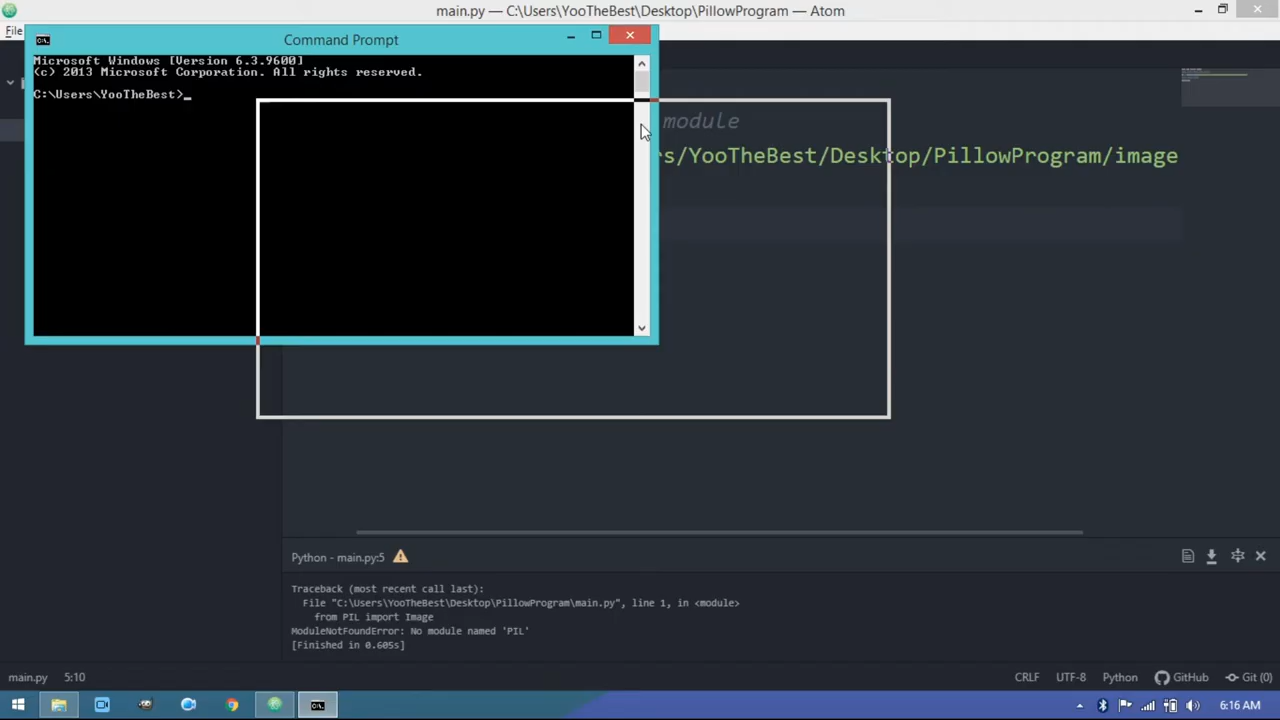 main.py — C:\Users\YooTheBest\Desktop\PillowProgram — Atom
File
Command Prompt
Microsoft Windows [Version 6.3.9600]
(c) 2013 Microsoft Corporation. All rights reserved.
C:\Users\YooTheBest>_
module
rs/YooTheBest/Desktop/PillowProgram/image
Python - main.py:5
Traceback (most recent call last):
File "C:\Users\YooTheBest\Desktop\PillowProgram\main.py", line 1, in <module>
from PIL import Image
ModuleNotFoundError: No module named 'PIL'
[Finished in 0.605s]
main.py 5:10 CRLF UTF-8 Python GitHub Git (0)
6:16 AM